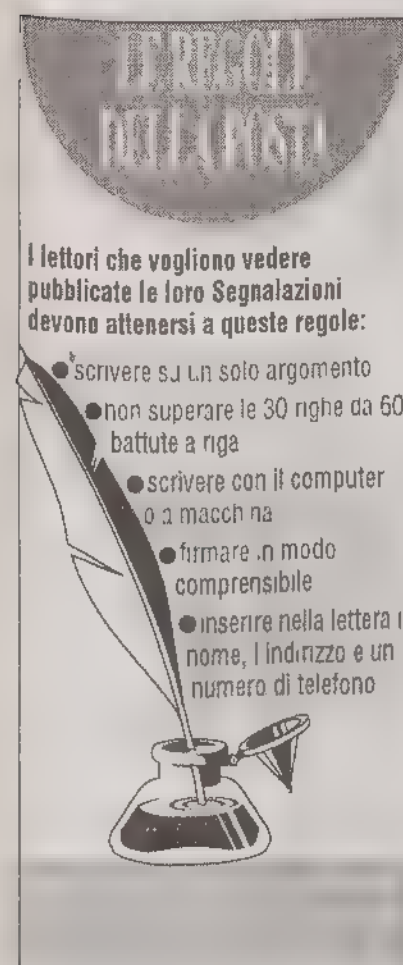 I lettori che vogliono vedere
pubblicate le loro Segnalazioni
devono attenersi a queste regole:
● scrivere su un solo argomento
● non superare le 30 righe da 60
battute a riga
● scrivere con il computer
o a macchina
● firmare in modo
comprensibile
● inserire nella lettera i
nome, l indirizzo e un
numero di telefono